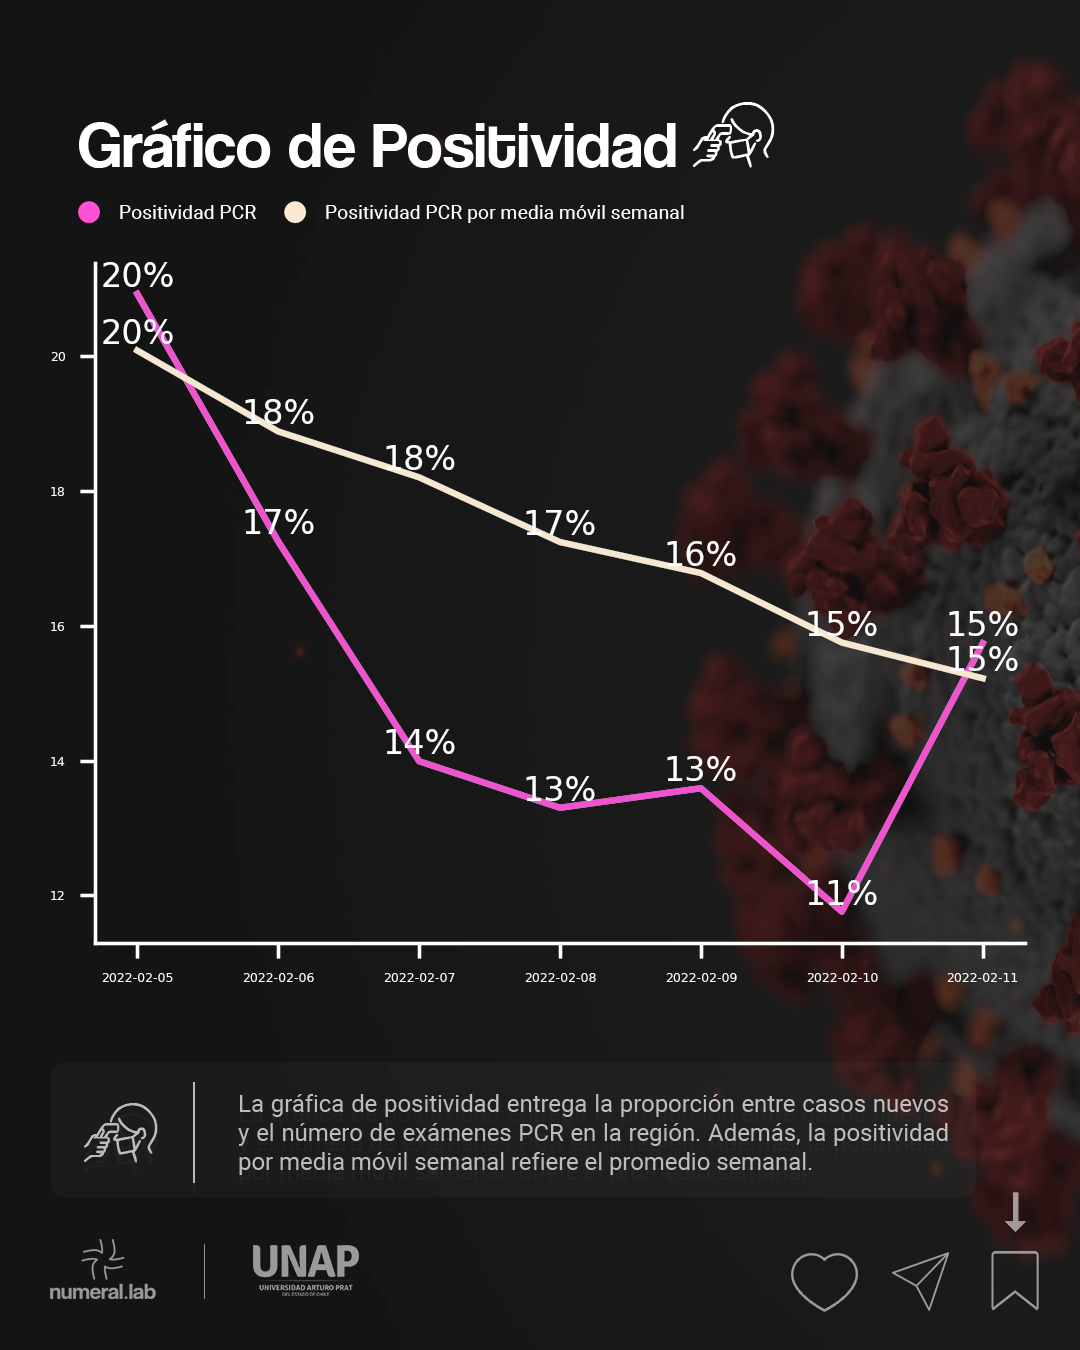 Gráfico de Positividad
Positividad PCR
Positividad PCR por media móvil semanal
20%
20%
20
18%
18%
18
17%
17%
16%
16
15%
15%
15%
14%
14
13%
13%
11%
12
2022-02-05
2022-02-06
2022-02-07
2022-02-08
2022-02-09
2022-02-10
2022-02-11
La gráfica de positividad entrega la proporción entre casos nuevos
y el número de exámenes PCR en la región. Además, la positividad
por media móvil semanal refiere el promedio semanal.
numeral.lab
UNAP
UNIVERSIDAD ARTURO PRAT
DEL ESTADO DE CHILE